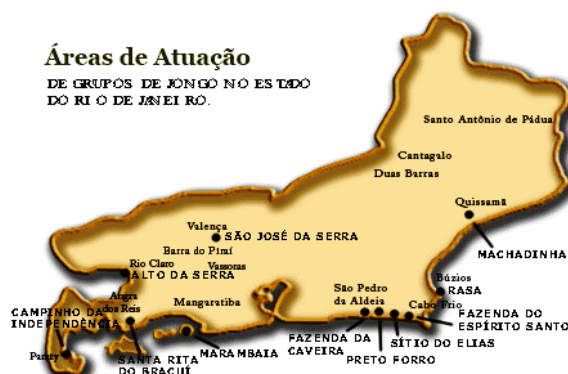 Áreas de Atuação
DE GRUPOS DE JONGO NO ESTADO
DO RIO DE JANEIRO.
Santo Antônio de Pádua
Cantagalo
Duas Barras
Quissamã
MACHADINHA
Valença
SÃO JOSÉ DA SERRA
Barra do Pimí
Vassoras
Rio Claro
ALTO DA SERRA
Búzios
RASA
Mangaratiba
São Pedro
da Aldeia
Cabo Frio
Angra
dos Reis
CAMPINHO DA
INDEPENDÊNCIA
FAZENDA DO
ESPÍRITO SANTO
FAZENDA DA
CAVEIRA
SÍTIO DO ELIAS
PRETO FORRO
MARAMBAIA
Paraty
SANTA RITA
DO BRACUÍ